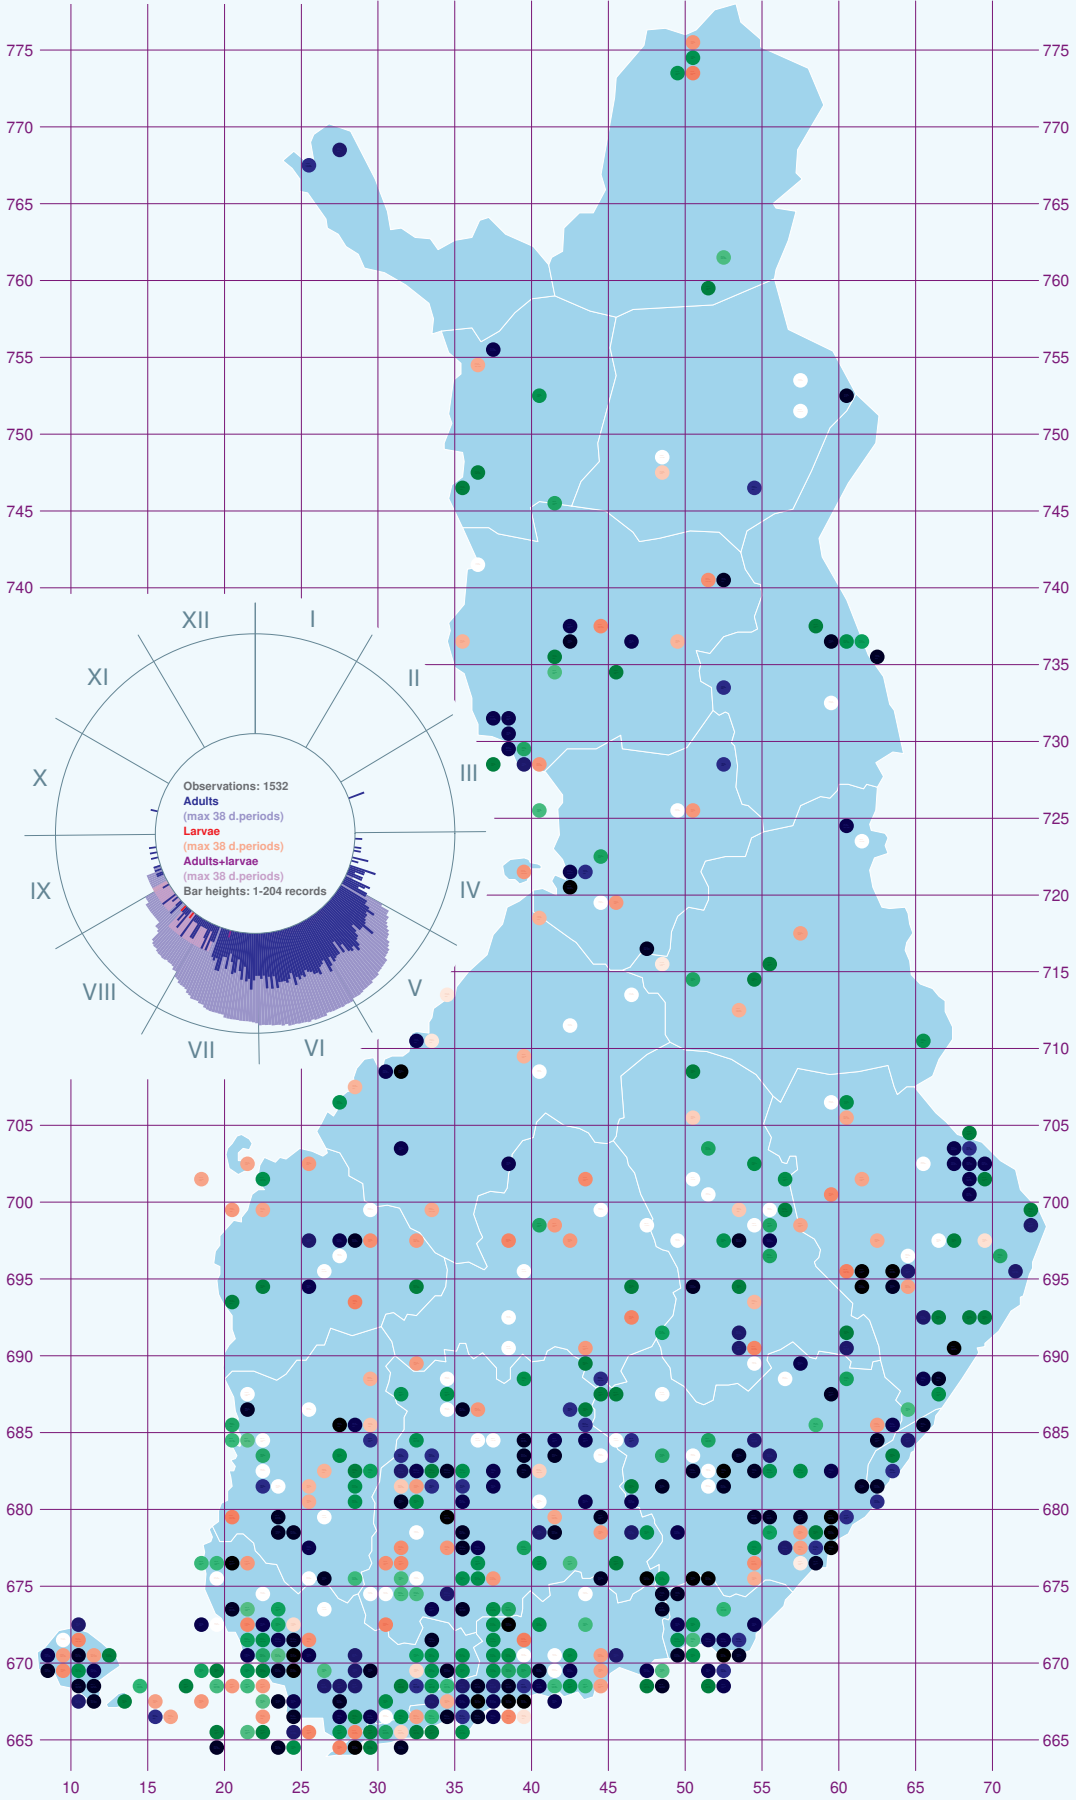 775 775
770 770
765 765
760 760
755 755
750 750
745 745
740 740
735
730 730
725 725
720 720
715 715
710 710
705 705
700 700
695 695
690 690
685 685
680 680
675 675
670 670
665 665
XII I
XI II
X III
IX IV
VIII V
VII VI
Observations: 1532
Adults
(max 38 d.periods)
Larvae
(max 38 d.periods)
Adults+larvae
(max 38 d.periods)
Bar heights: 1-204 records
10 15 20 25 30 35 40 45 50 55 60 65 70